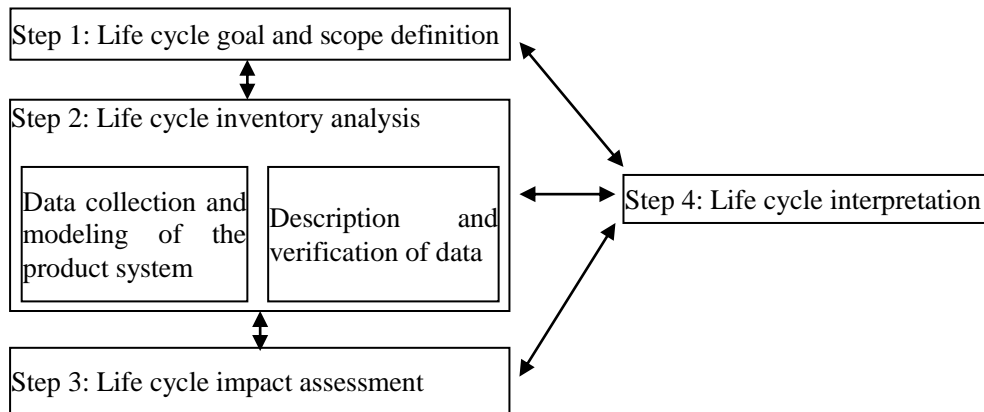 Step 1: Life cycle goal and scope definition
Step 2: Life cycle inventory analysis
Data collection and
modeling of the
product system
Description and
verification of data
Step 4: Life cycle interpretation
Step 3: Life cycle impact assessment